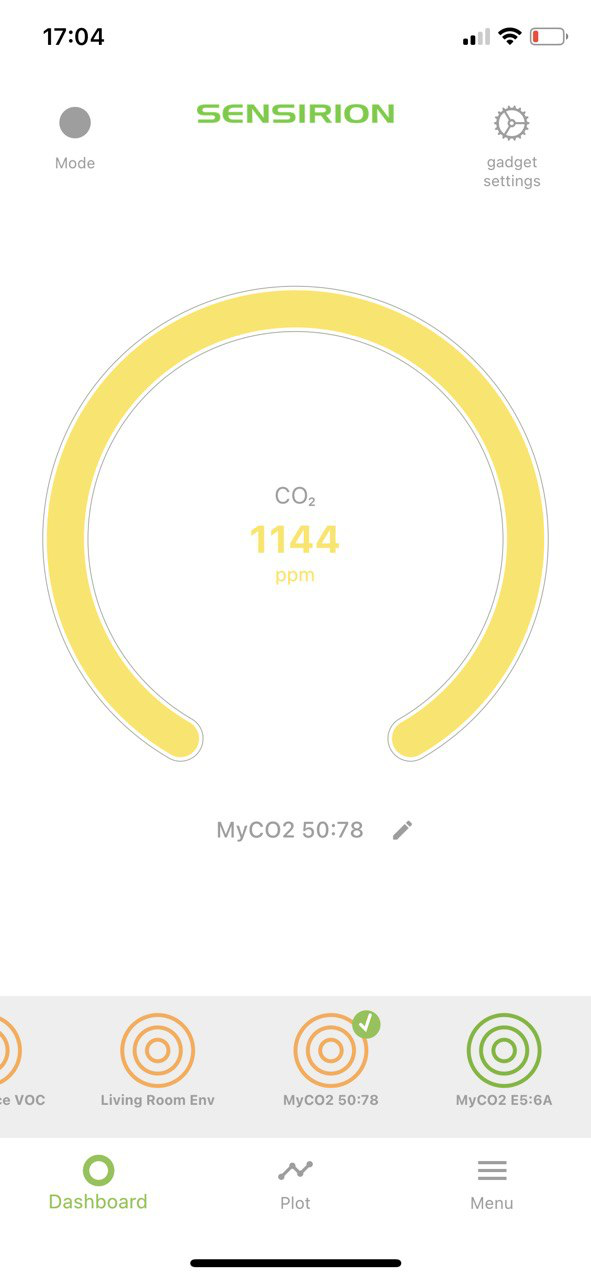 17:04
SENSIRION
Mode
gadget
settings
CO₂
1144
ppm
MyCO2 50:78
ce VOC
Living Room Env
MyCO2 50:78
MyCO2 E5:6A
Dashboard
Plot
Menu